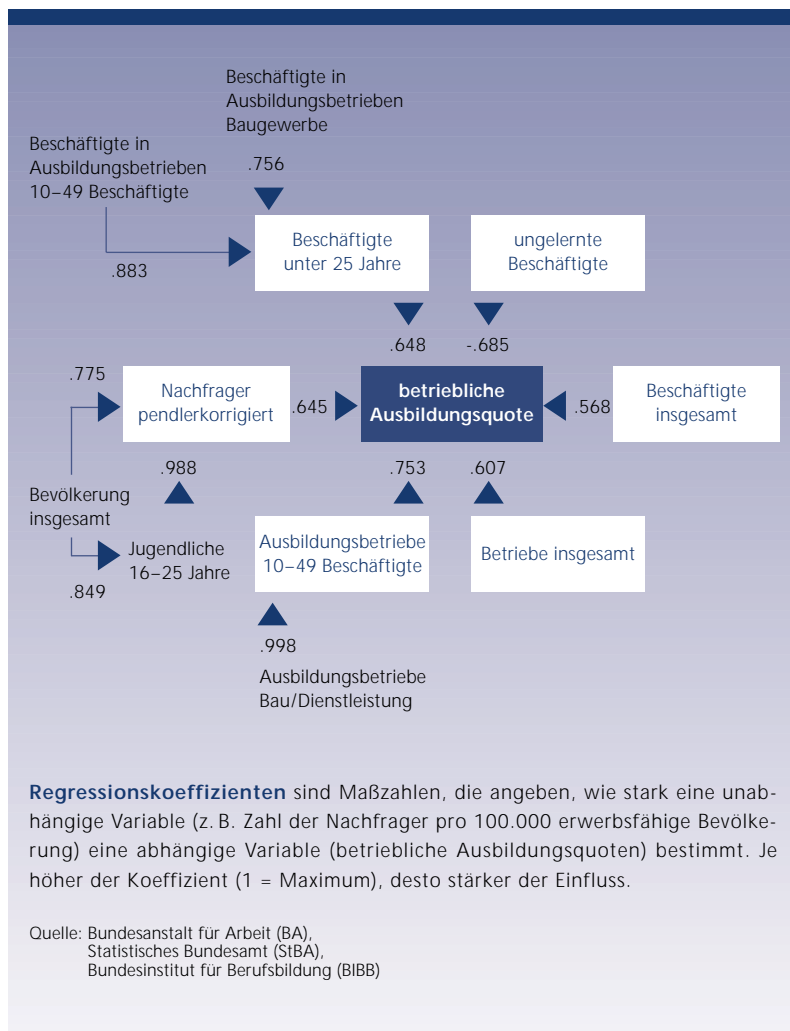 Beschäftigte in
Ausbildungsbetrieben
Baugewerbe
.756
Beschäftigte in
Ausbildungsbetrieben
10–49 Beschäftigte
.883
Beschäftigte
unter 25 Jahre
ungelernte
Beschäftigte
.648
-.685
.775
Nachfrager
pendlerkorrigiert
.645
betriebliche
Ausbildungsquote
.568
Beschäftigte
insgesamt
.988
.753
.607
Bevölkerung
insgesamt
Jugendliche
16–25 Jahre
.849
Ausbildungsbetriebe
10–49 Beschäftigte
Betriebe insgesamt
.998
Ausbildungsbetriebe
Bau/Dienstleistung
Regressionskoeffizienten sind Maßzahlen, die angeben, wie stark eine unab-
hängige Variable (z. B. Zahl der Nachfrager pro 100.000 erwerbsfähige Bevölke-
rung) eine abhängige Variable (betriebliche Ausbildungsquoten) bestimmt. Je
höher der Koeffizient (1 = Maximum), desto stärker der Einfluss.
Quelle: Bundesanstalt für Arbeit (BA),
Statistisches Bundesamt (StBA),
Bundesinstitut für Berufsbildung (BIBB)